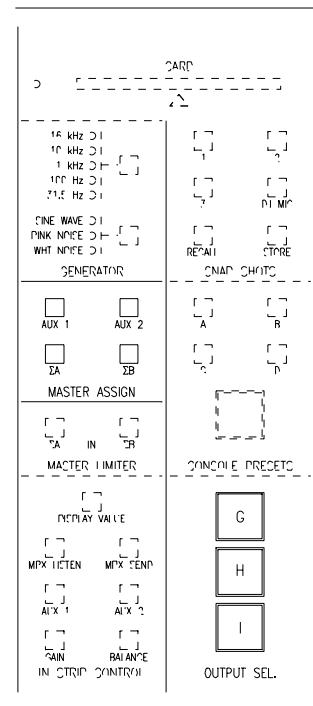 CARD
16 kHz
10 kHz
1 kHz
100 Hz
31.5 Hz
SINE WAVE
PINK NOISE
WHT NOISE
GENERATOR
1 2
3
RECALL STORE
SNAP SHOTS
AUX 1 AUX 2
ΣA ΣB
MASTER ASSIGN
A B
C D
ΣA IN ΣB
MASTER LIMITER
CONSOLE PRESETS
DISPLAY VALUE
MPX LISTEN MPX SEND
AUX 1 AUX 2
GAIN BALANCE
IN STRIP CONTROL
G
H
I
OUTPUT SEL.